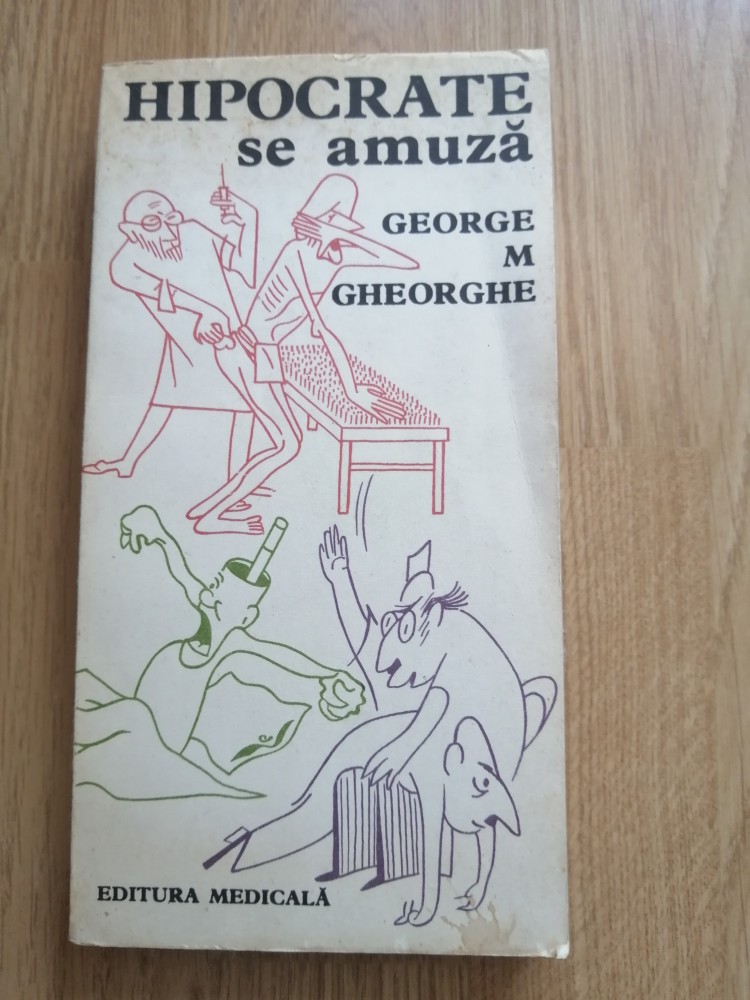 HIPOCRATE
se amuză
GEORGE
M
GHEORGHE
EDITURA MEDICALĂ